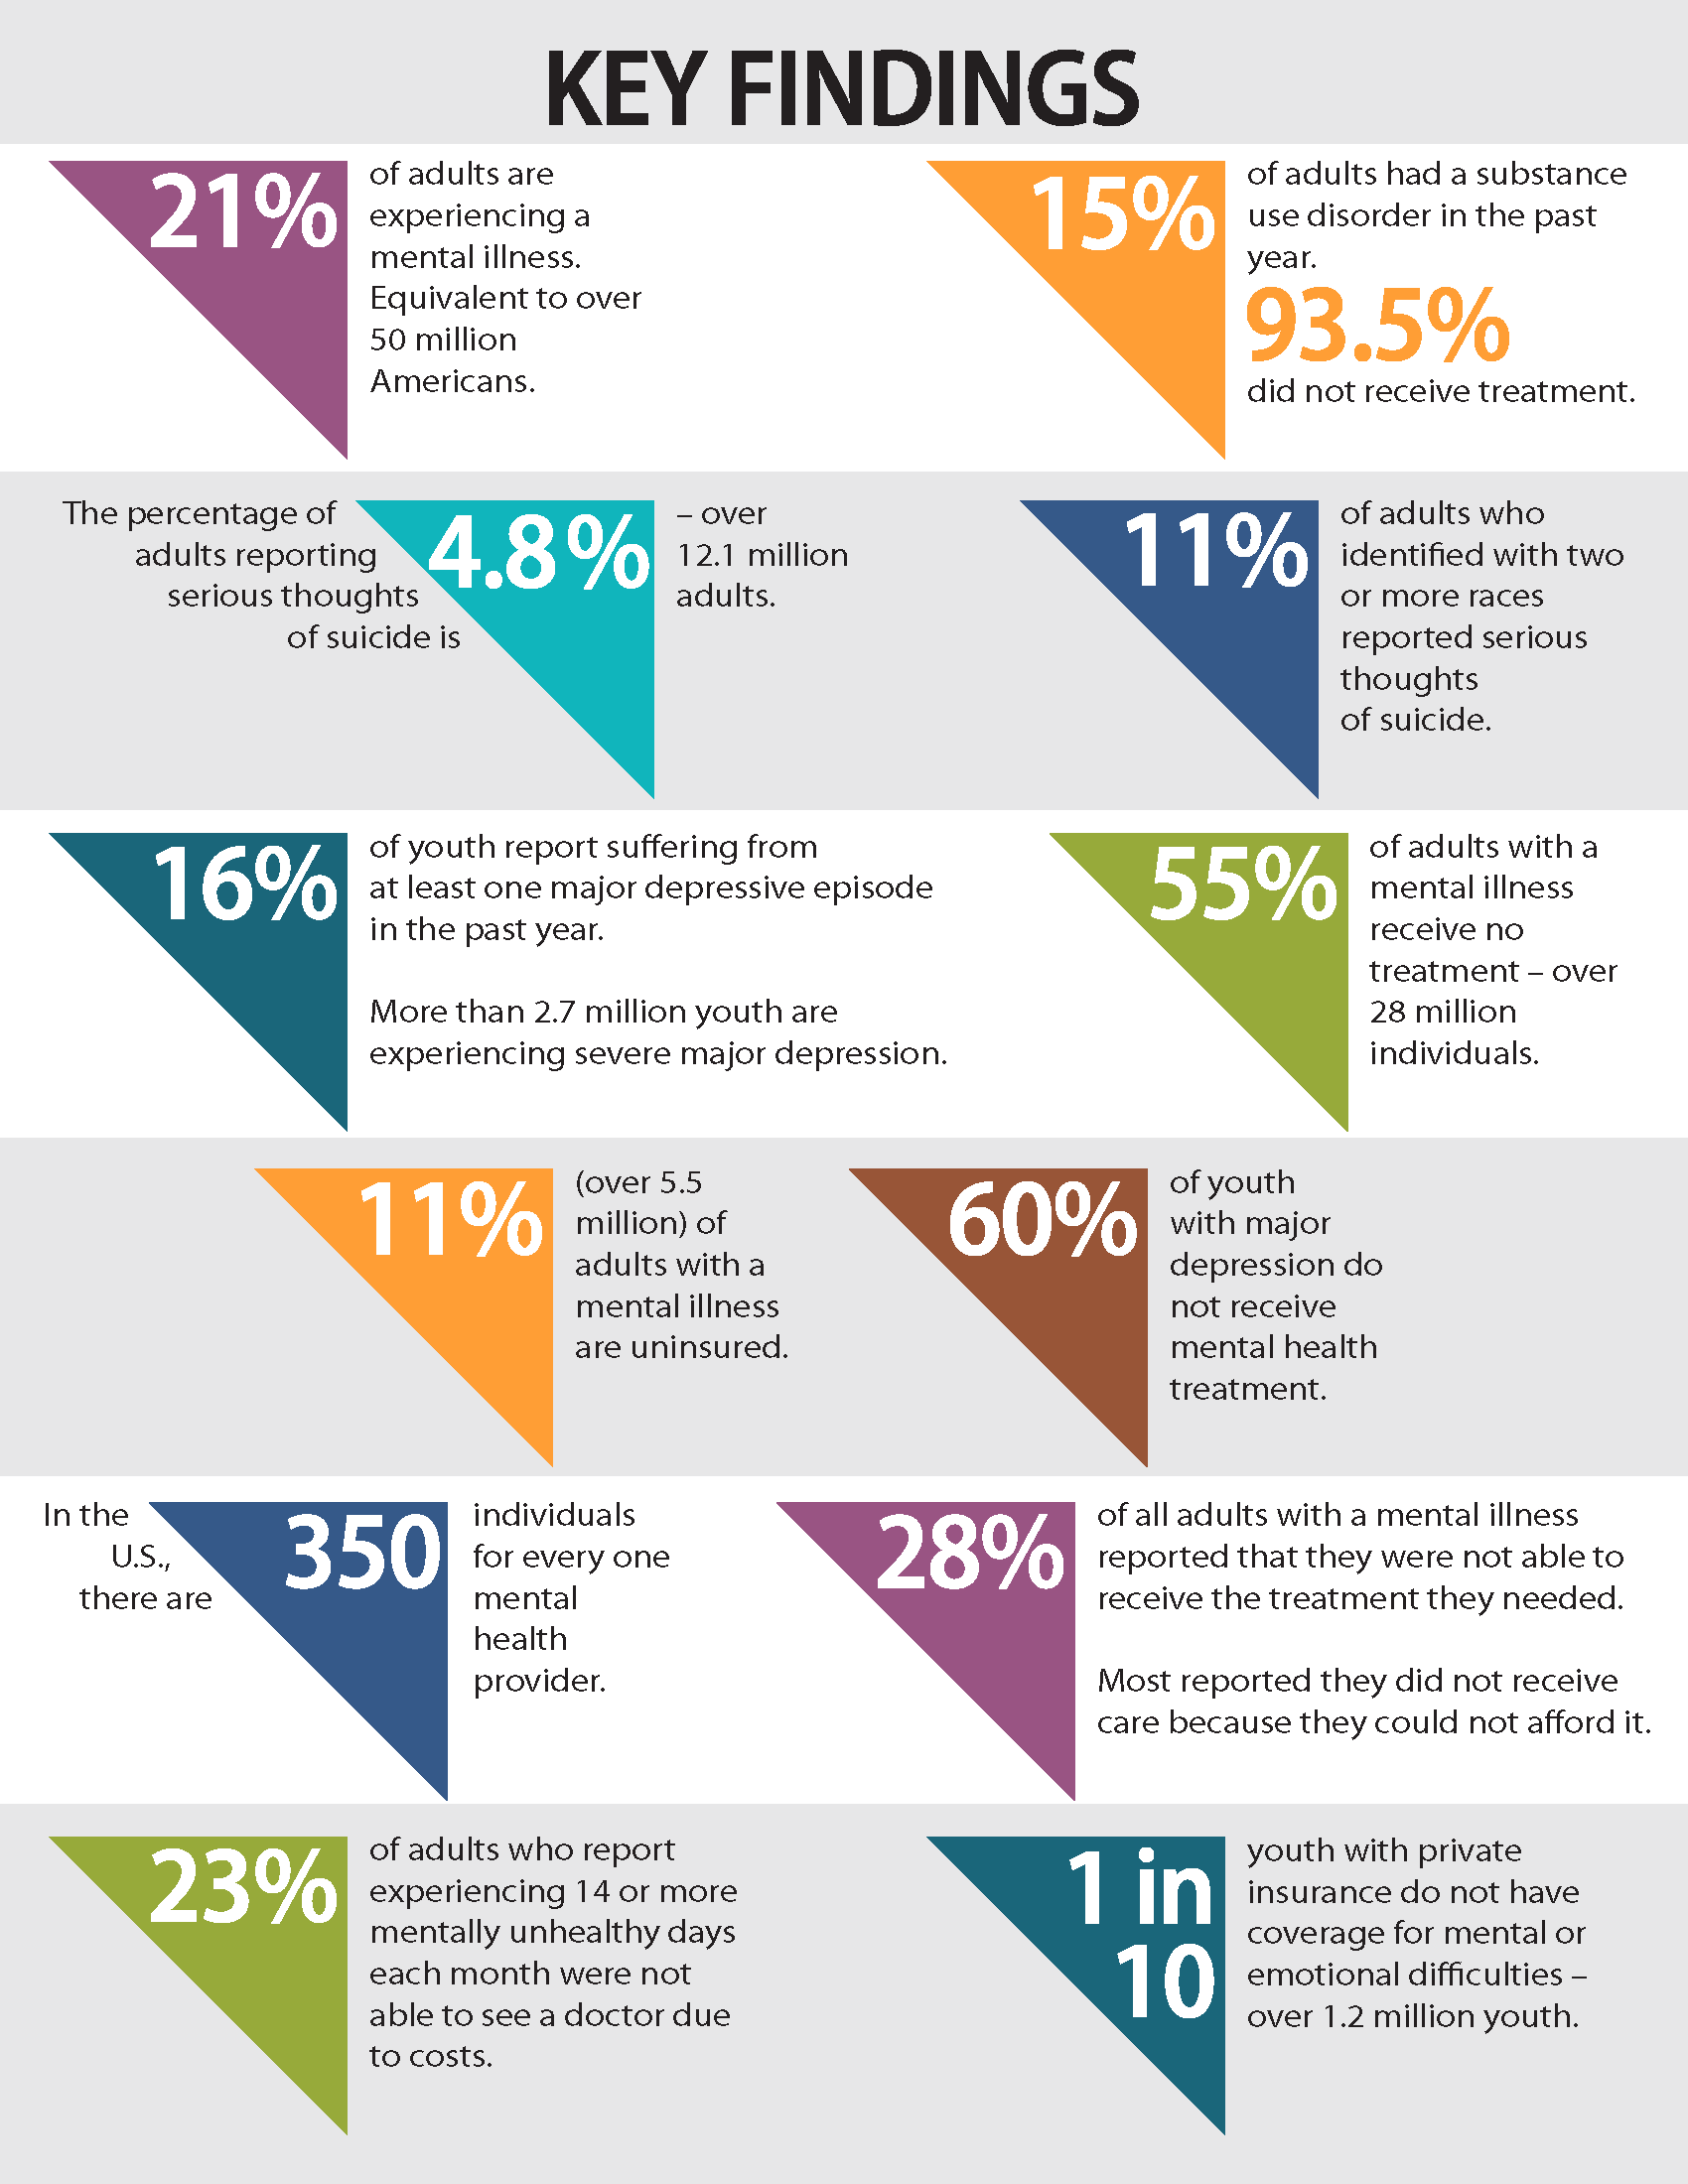 KEY FINDINGS
21%
of adults are
experiencing a
mental illness.
Equivalent to over
50 million
Americans.
15%
of adults had a substance
use disorder in the past
year.
93.5%
did not receive treatment.
The percentage of
adults reporting
serious thoughts
of suicide is
4.8%
– over
12.1 million
adults.
11%
of adults who
identified with two
or more races
reported serious
thoughts
of suicide.
16%
of youth report suffering from
at least one major depressive episode
in the past year.
More than 2.7 million youth are
experiencing severe major depression.
55%
of adults with a
mental illness
receive no
treatment – over
28 million
individuals.
11%
(over 5.5
million) of
adults with a
mental illness
are uninsured.
60%
of youth
with major
depression do
not receive
mental health
treatment.
In the
U.S.,
there are
350
individuals
for every one
mental
health
provider.
28%
of all adults with a mental illness
reported that they were not able to
receive the treatment they needed.
Most reported they did not receive
care because they could not afford it.
23%
of adults who report
experiencing 14 or more
mentally unhealthy days
each month were not
able to see a doctor due
to costs.
1 in
10
youth with private
insurance do not have
coverage for mental or
emotional difficulties –
over 1.2 million youth.